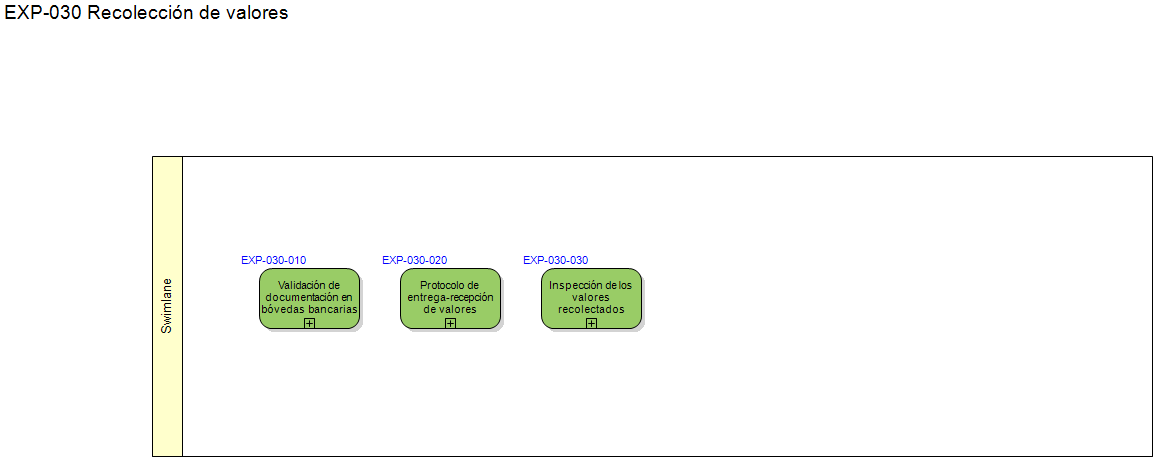 EXP-030 Recolección de valores
Swimlane
EXP-030-010
Validación de
documentación en
bóvedas bancarias
EXP-030-020
Protocolo de
entrega-recepción
de valores
EXP-030-030
Inspección de los
valores
recolectados